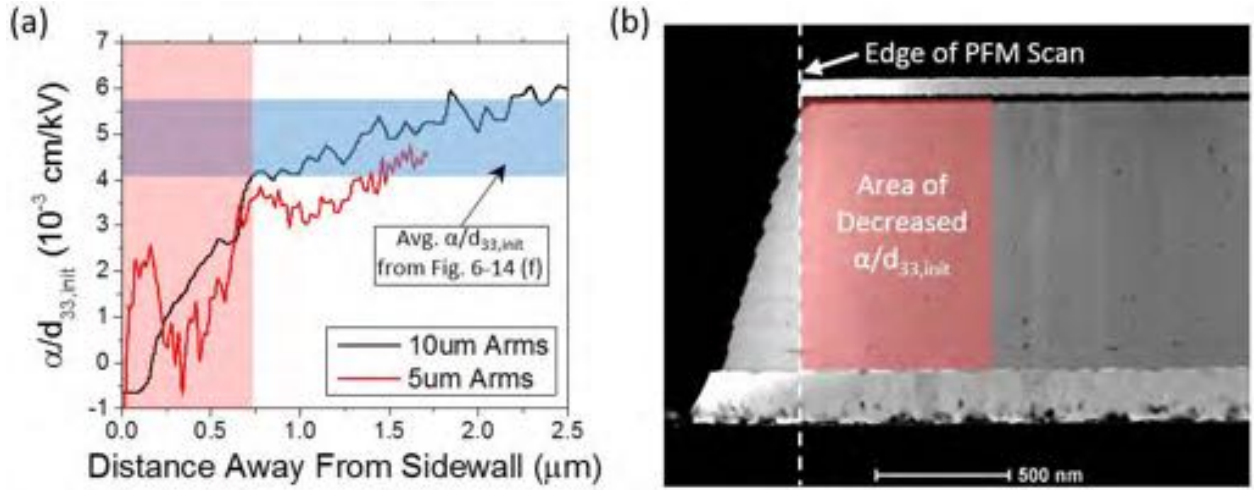 (a)
7
6
5
4
3
2
1
0
-1
α/d33,init (10-3 cm/kV)
Avg. α/d33,init
from Fig. 6-14 (f)
10um Arms
5um Arms
0.0 0.5 1.0 1.5 2.0 2.5
Distance Away From Sidewall (μm)
(b)
Edge of PFM Scan
Area of
Decreased
α/d33,init
500 nm